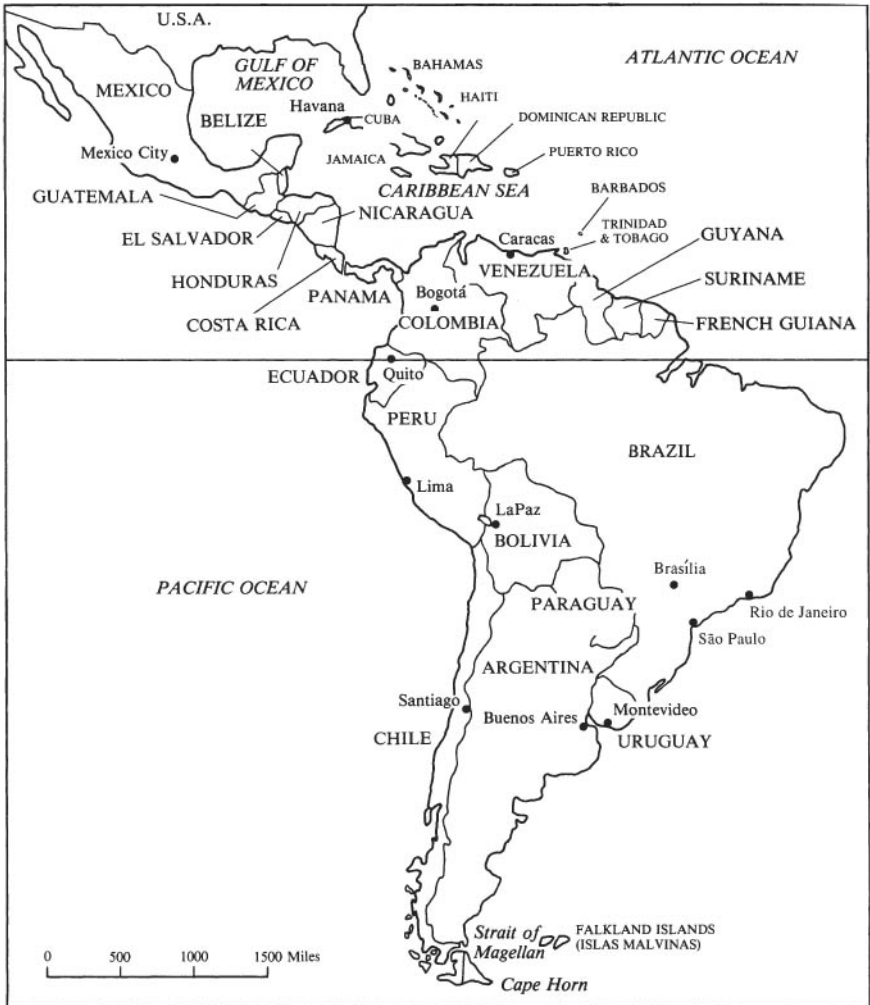 U.S.A.
GULF OF
MEXICO
BAHAMAS
ATLANTIC OCEAN
MEXICO
HAITI
Havana
BELIZE
CUBA
DOMINICAN REPUBLIC
Mexico City
JAMAICA
PUERTO RICO
CARIBBEAN SEA
GUATEMALA
BARBADOS
NICARAGUA
TRINIDAD
& TOBAGO
EL SALVADOR
Caracas
GUYANA
HONDURAS
VENEZUELA
SURINAME
PANAMA
Bogotá
COSTA RICA
COLOMBIA
FRENCH GUIANA
ECUADOR
Quito
PERU
BRAZIL
Lima
LaPaz
BOLIVIA
Brasília
PACIFIC OCEAN
PARAGUAY
Rio de Janeiro
São Paulo
ARGENTINA
Santiago
Buenos Aires
Montevideo
CHILE
URUGUAY
Strait of
Magellan
FALKLAND ISLANDS
(ISLAS MALVINAS)
0 500 1000 1500 Miles
Cape Horn